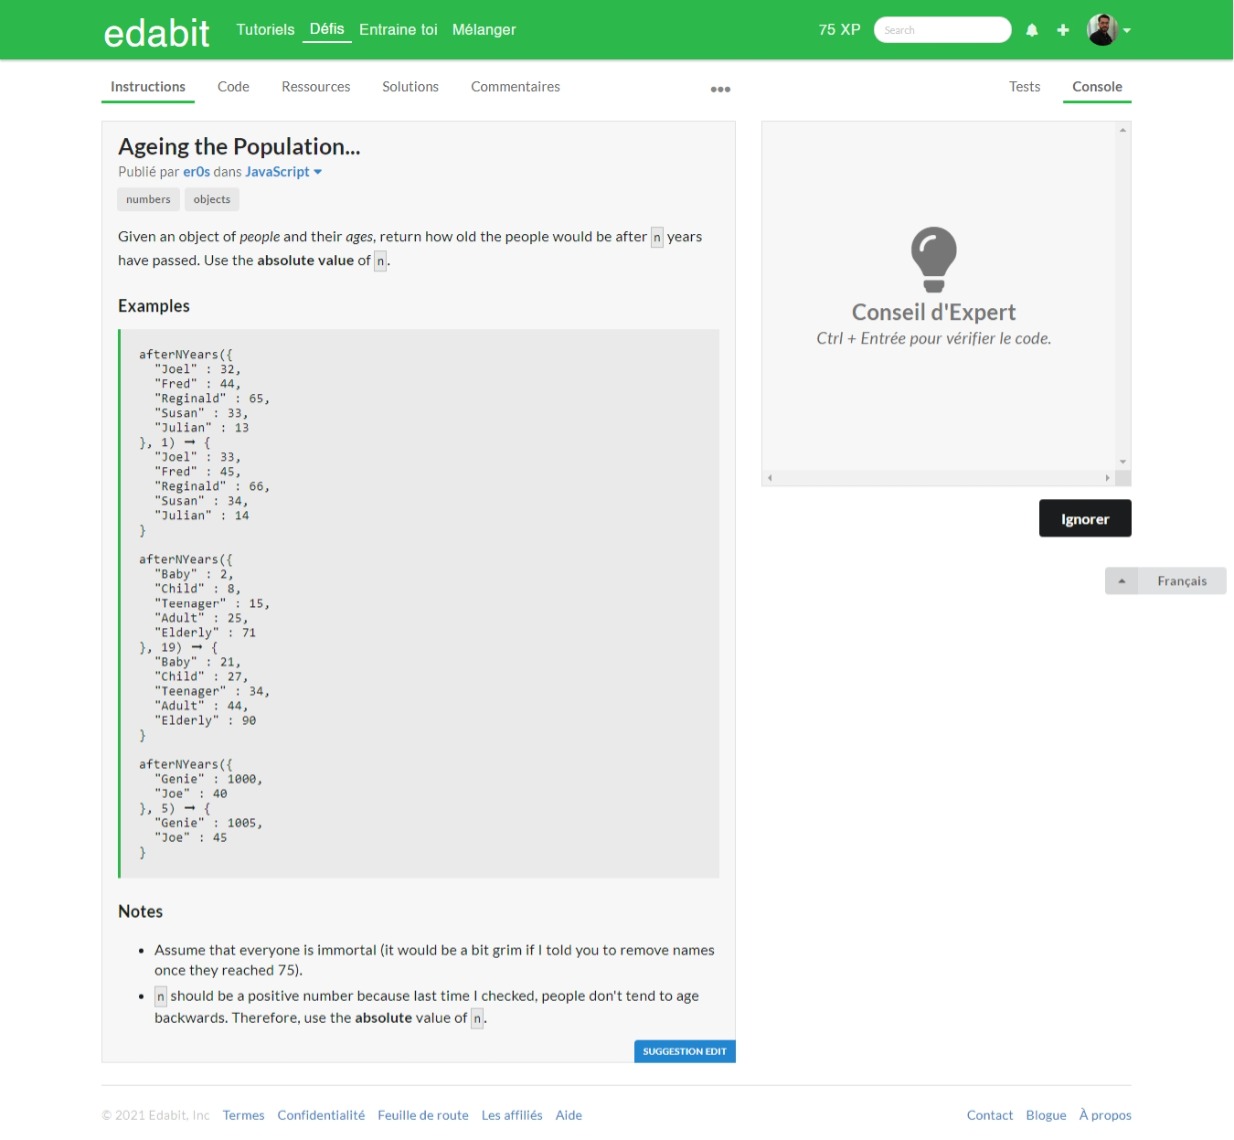 edabit Tutoriels Défis Entraine toi Mélanger 75 XP Search
Instructions Code Ressources Solutions Commentaires ••• Tests Console
Ageing the Population...
Publié par er0s dans JavaScript
numbers objects
Given an object of people and their ages, return how old the people would be after n years
have passed. Use the absolute value of n.
Examples
afterNYears({
"Joel" : 32,
"Fred" : 44,
"Reginald" : 65,
"Susan" : 33,
"Julian" : 13
}, 1) ➞ {
"Joel" : 33,
"Fred" : 45,
"Reginald" : 66,
"Susan" : 34,
"Julian" : 14
}
afterNYears({
"Baby" : 2,
"Child" : 8,
"Teenager" : 15,
"Adult" : 25,
"Elderly" : 71
}, 19) ➞ {
"Baby" : 21,
"Child" : 27,
"Teenager" : 34,
"Adult" : 44,
"Elderly" : 90
}
afterNYears({
"Genie" : 1000,
"Joe" : 40
}, 5) ➞ {
"Genie" : 1005,
"Joe" : 45
}
Notes
• Assume that everyone is immortal (it would be a bit grim if I told you to remove names
once they reached 75).
• n should be a positive number because last time I checked, people don't tend to age
backwards. Therefore, use the absolute value of n.
SUGGESTION EDIT
Conseil d'Expert
Ctrl + Entrée pour vérifier le code.
Ignorer
Français
© 2021 Edabit, Inc Termes Confidentialité Feuille de route Les affiliés Aide Contact Blogue À propos